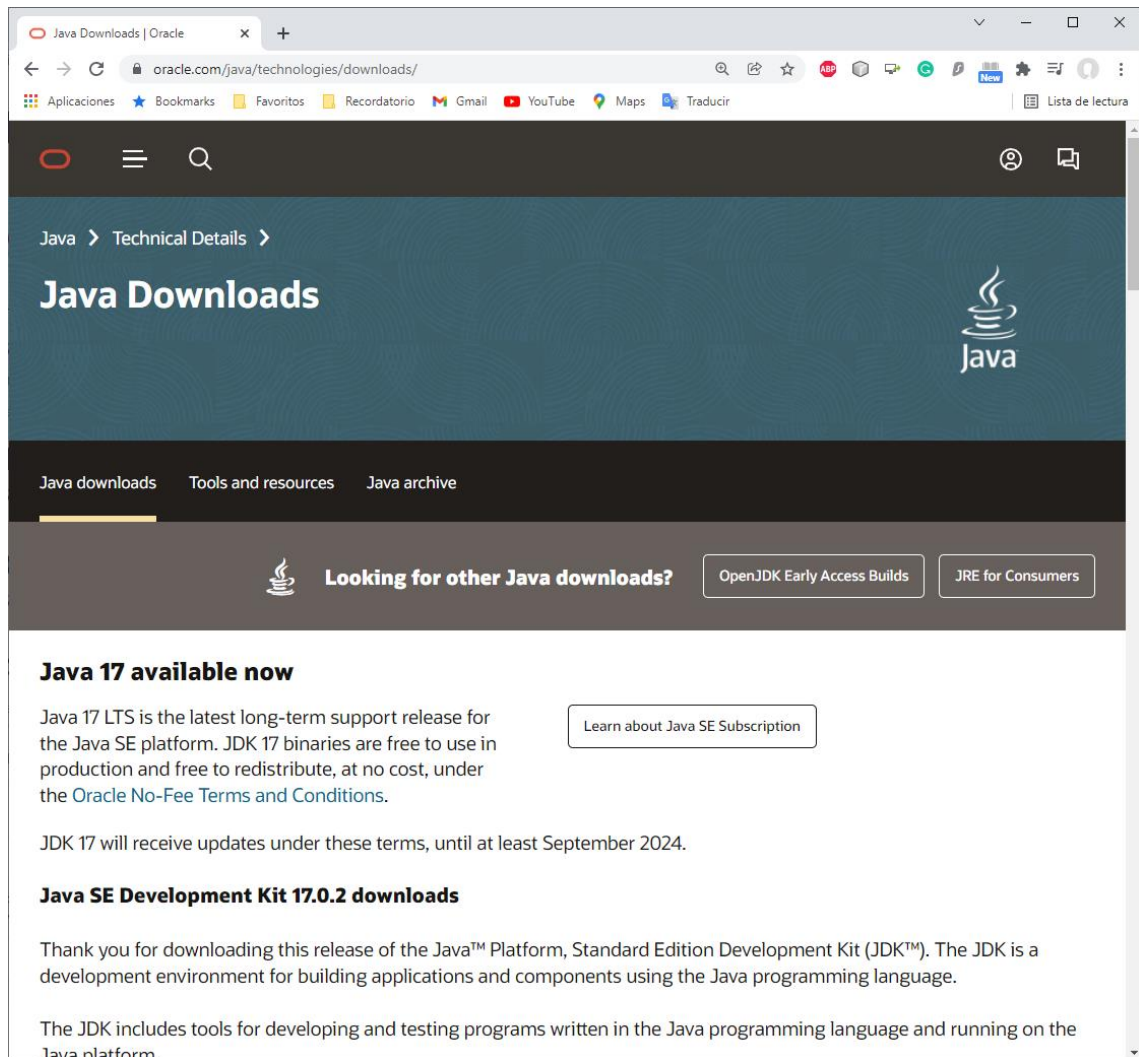 Java Downloads | Oracle
oracle.com/java/technologies/downloads/
ABP
G
New
Aplicaciones Bookmarks Favoritos Recordatorio Gmail YouTube Maps Traducir Lista de lectura
Java > Technical Details >
Java Downloads
Java
Java downloads Tools and resources Java archive
Looking for other Java downloads? OpenJDK Early Access Builds JRE for Consumers
Java 17 available now
Java 17 LTS is the latest long-term support release for
the Java SE platform. JDK 17 binaries are free to use in
production and free to redistribute, at no cost, under
the Oracle No-Fee Terms and Conditions.
Learn about Java SE Subscription
JDK 17 will receive updates under these terms, until at least September 2024.
Java SE Development Kit 17.0.2 downloads
Thank you for downloading this release of the Java™ Platform, Standard Edition Development Kit (JDK™). The JDK is a
development environment for building applications and components using the Java programming language.
The JDK includes tools for developing and testing programs written in the Java programming language and running on the
Java platform